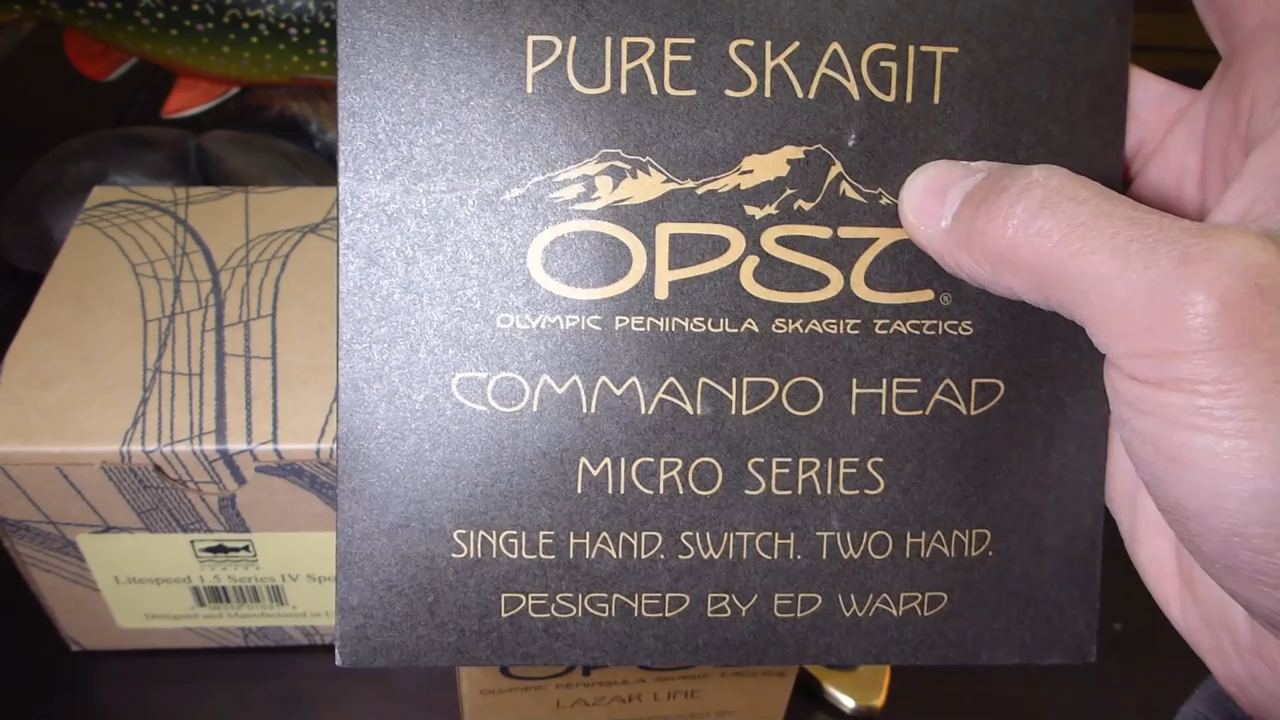 PURE SKAGIT
OPST®
OLYMPIC PENINSULA SKAGIT TACTICS
COMMANDO HEAD
MICRO SERIES
SINGLE HAND. SWITCH. TWO HAND.
DESIGNED BY ED WARD
Litespeed 1.5 Series IV Spo
Designed and Manufactured in
OPST
OLYMPIC PENINSULA SKAGIT TACTICS
LAZAR LINE